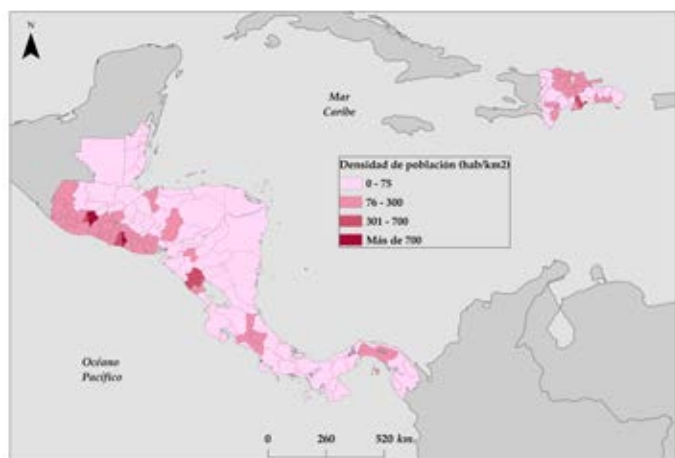 N
Mar
Caribe
Densidad de población (hab/km2)
0 - 75
76 - 300
301 - 700
Más de 700
Océano
Pacífico
0 260 520 km.